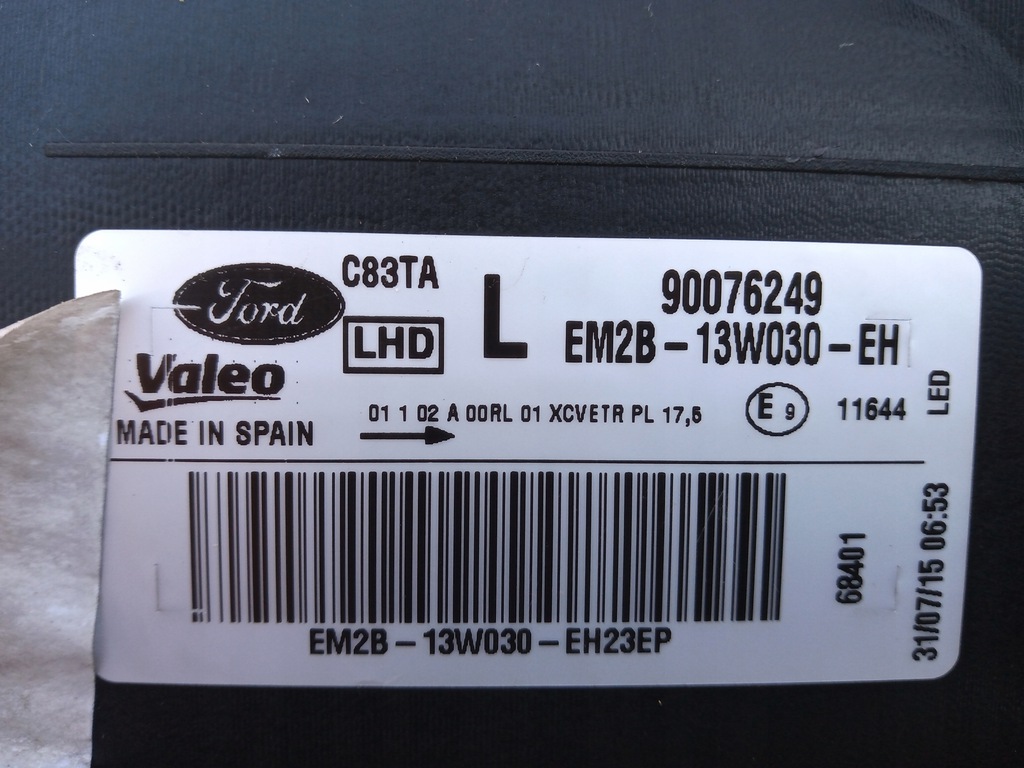 Ford
C83TA
LHD
L
90076249
EM2B-13W030-EH
Valeo
MADE IN SPAIN
01 1 02 A 00RL 01 XCVETR PL 17,5
E9
11644
LED
EM2B-13W030-EH23EP
68401
31/07/15 06:53